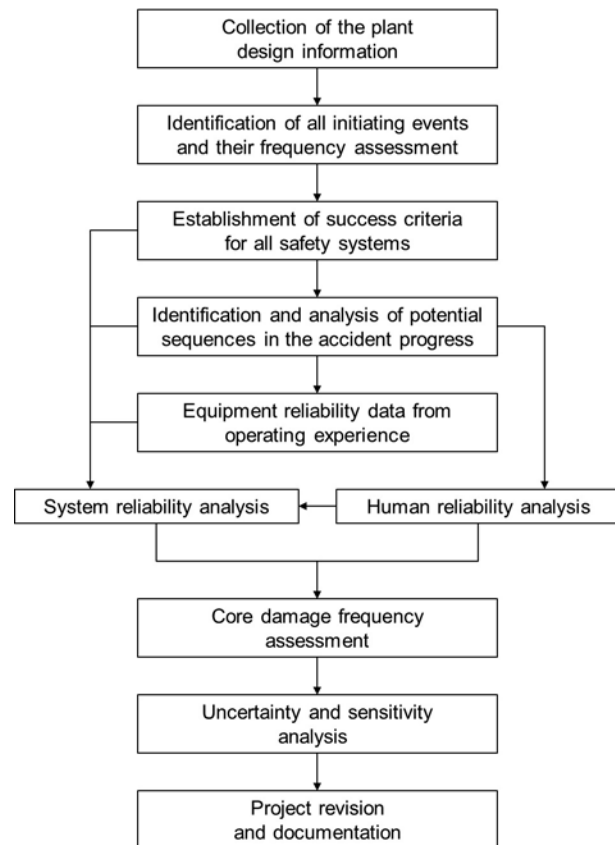 Collection of the plant
design information
Identification of all initiating events
and their frequency assessment
Establishment of success criteria
for all safety systems
Identification and analysis of potential
sequences in the accident progress
Equipment reliability data from
operating experience
System reliability analysis
Human reliability analysis
Core damage frequency
assessment
Uncertainty and sensitivity
analysis
Project revision
and documentation